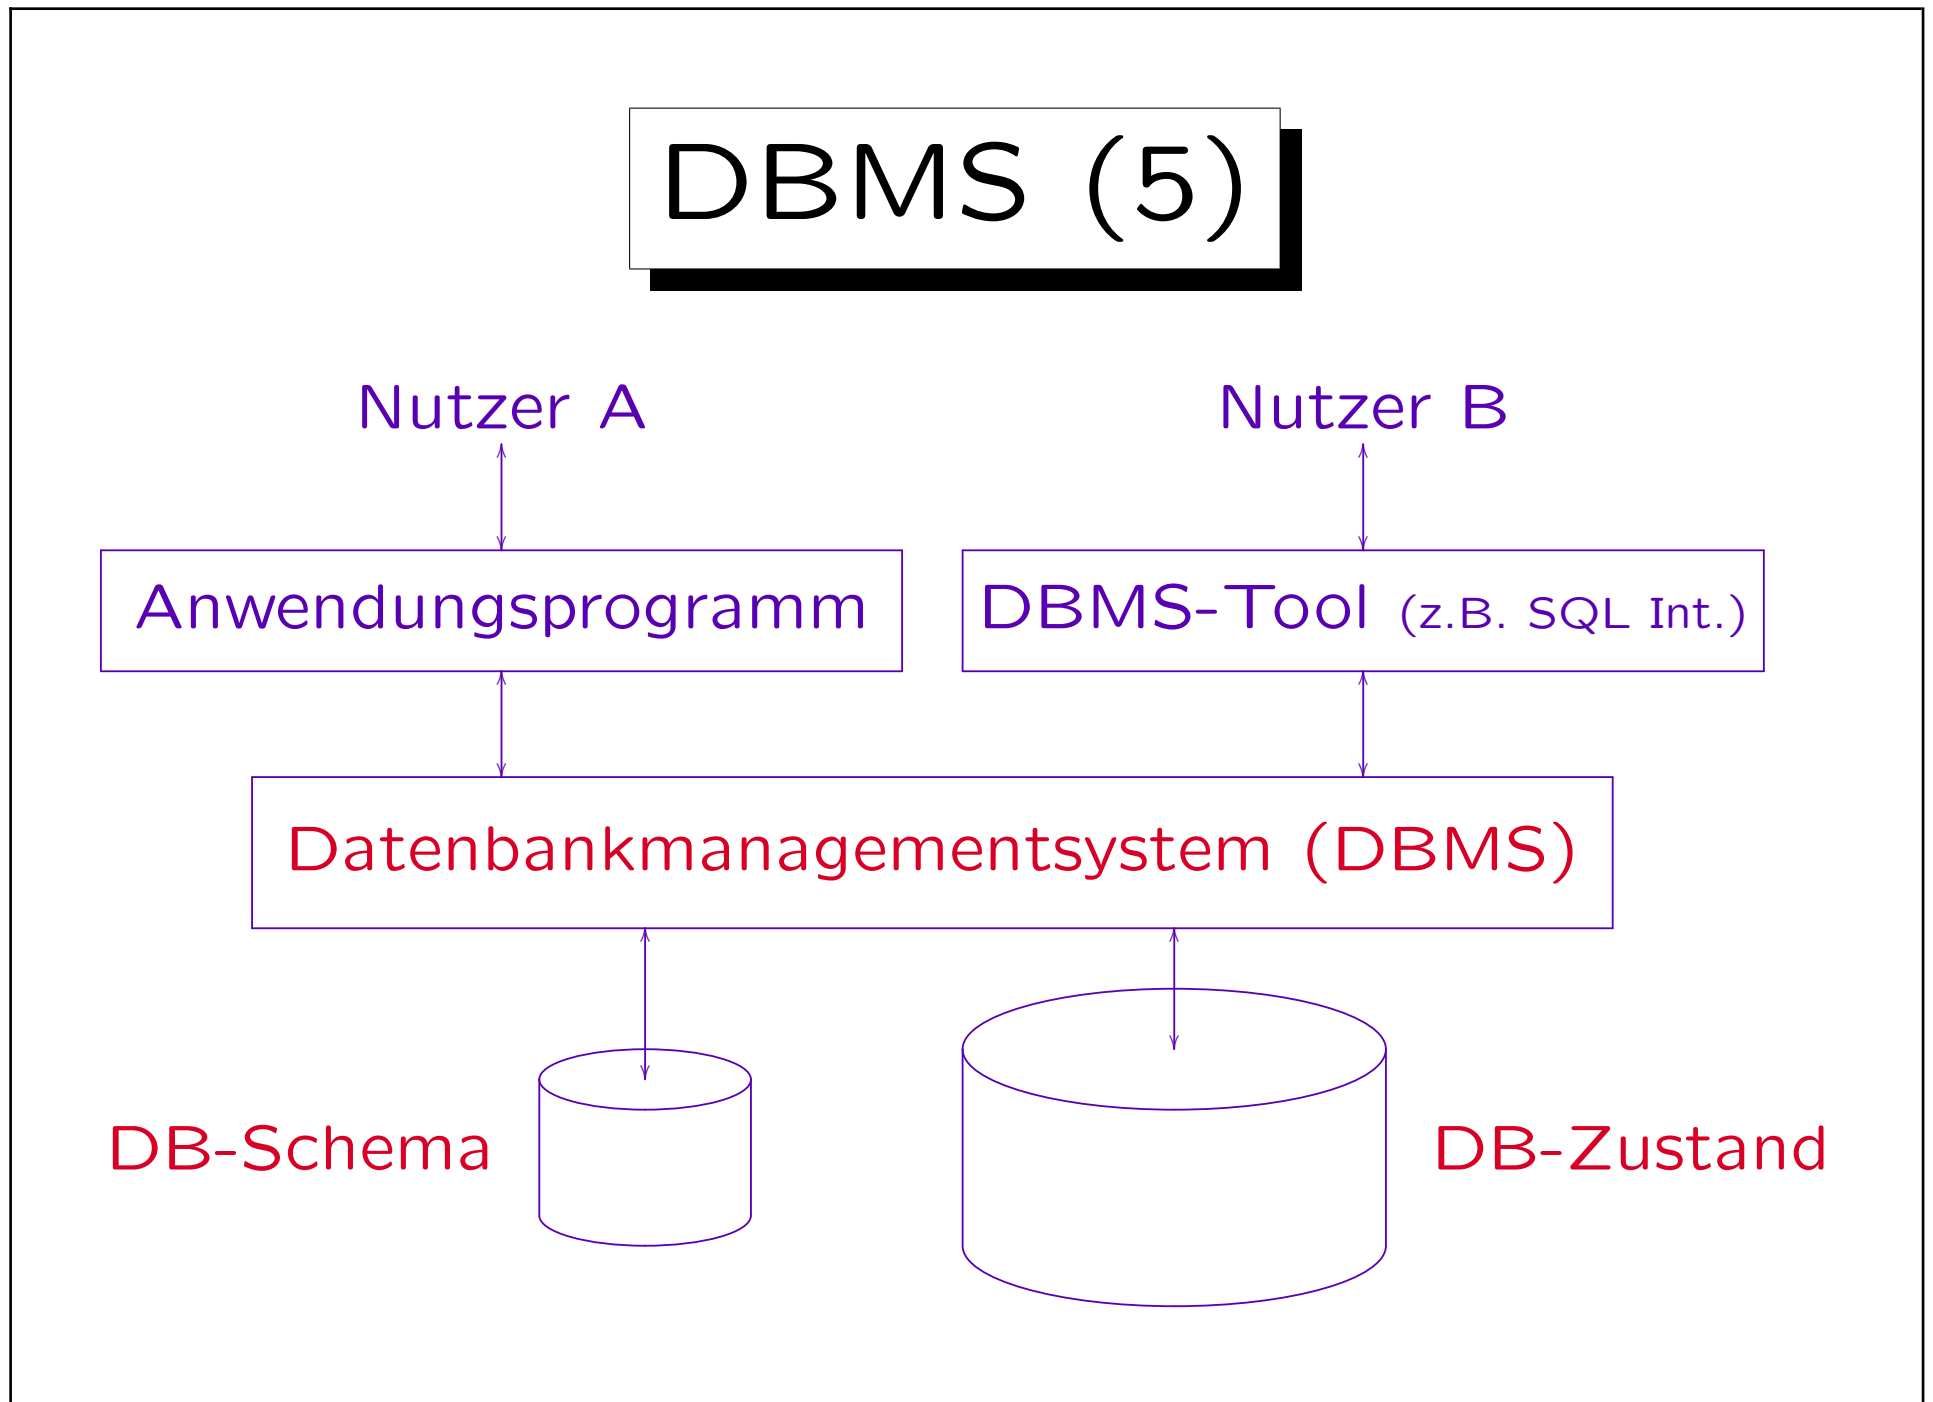 DBMS (5)
Nutzer A
Nutzer B
Anwendungsprogramm
DBMS-Tool (z.B. SQL Int.)
Datenbankmanagementsystem (DBMS)
DB-Schema
DB-Zustand